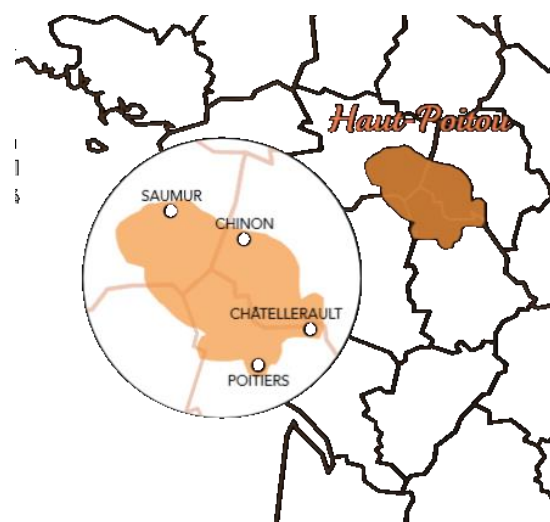 Haut-Poitou
SAUMUR
CHINON
CHÂTELLERAULT
POITIERS